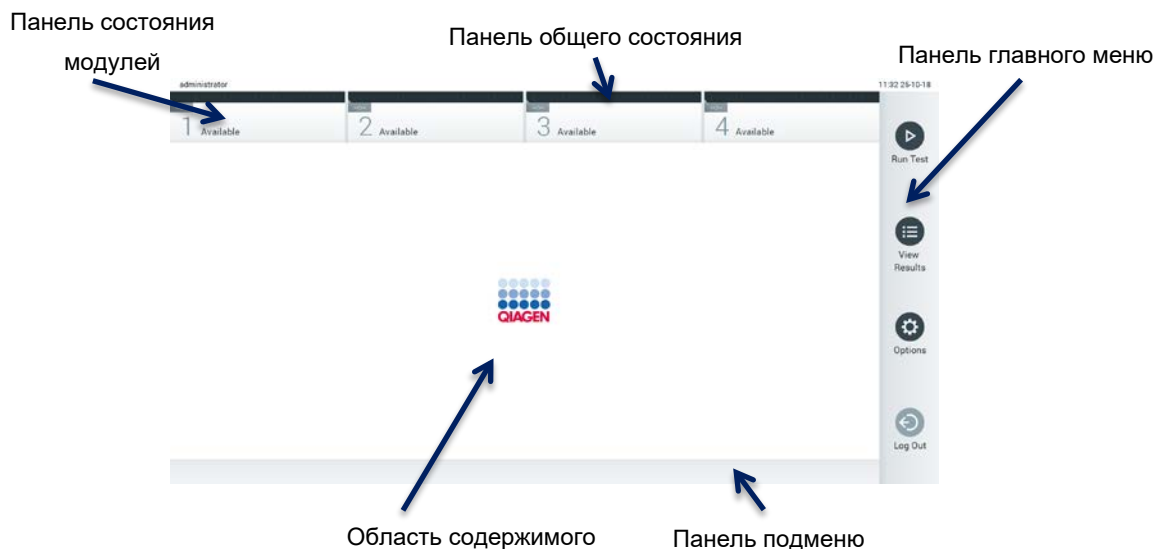 Панель состояния
модулей
Панель общего состояния
Панель главного меню
administrator
11:32 26-10-18
1 Available
2 Available
3 Available
4 Available
Run Test
View
Results
QIAGEN
Options
Log Out
Область содержимого
Панель подменю